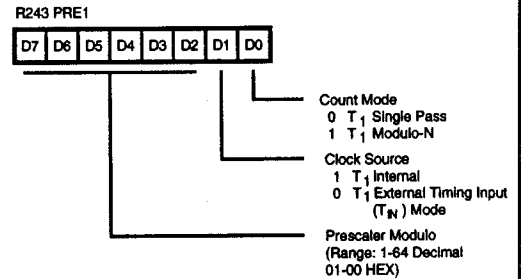 R243 PRE1
D7 D6 D5 D4 D3 D2 D1 D0
Count Mode
0 T1 Single Pass
1 T1 Modulo-N
Clock Source
1 T1 Internal
0 T1 External Timing Input
(TIN) Mode
Prescaler Modulo
(Range: 1-64 Decimal
01-00 HEX)